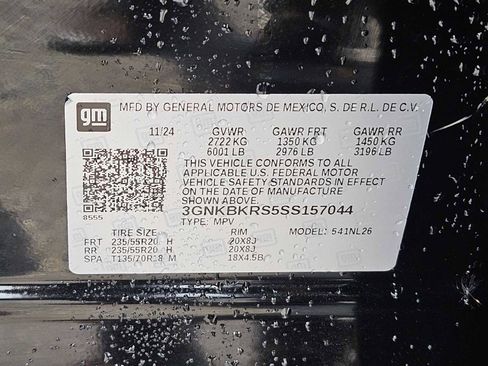 gm
MFD BY GENERAL MOTORS DE MEXICO, S. DE R.L. DE C.V.
11/24 GVWR GAWR FRT GAWR RR
2722 KG 1350 KG 1450 KG
6001 LB 2976 LB 3196 LB
THIS VEHICLE CONFORMS TO ALL
APPLICABLE U.S. FEDERAL MOTOR
VEHICLE SAFETY STANDARDS IN EFFECT
ON THE DATE OF MANUFACTURE
SHOWN ABOVE.
8555
3GNKBKRS5SS157044
TYPE: MPV MODEL: 541NL26
TIRE SIZE RIM
FRT 235/55R20 H 20X8J
RR 235/55R20 H 20X8J
SPA T135/70R18 M 18X4.5B